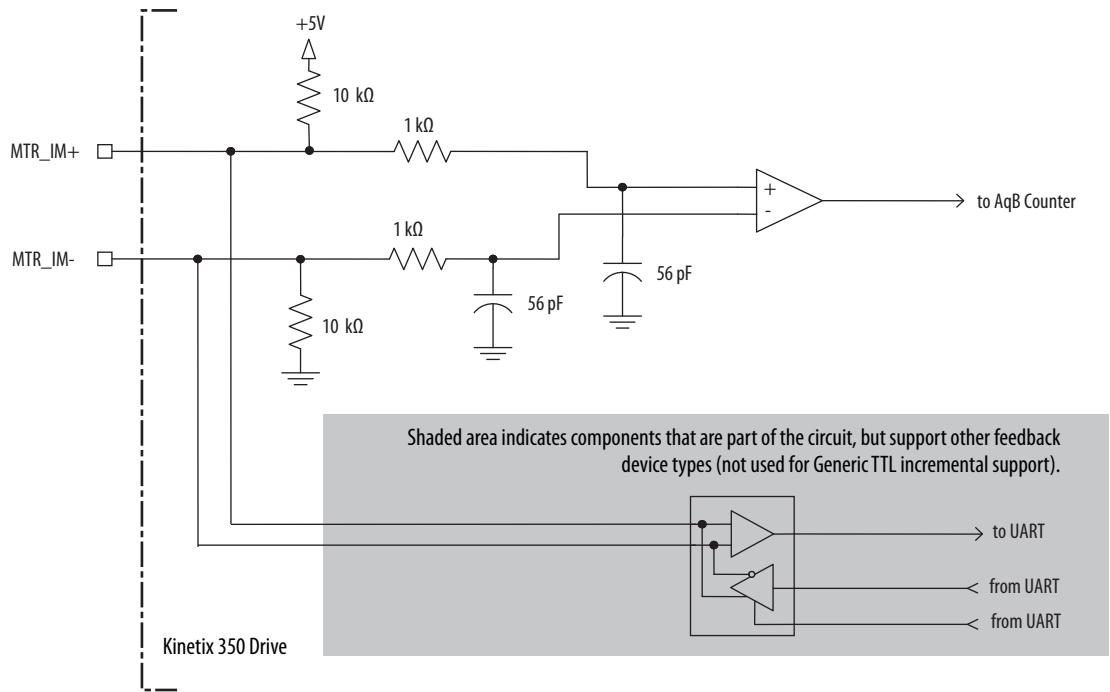 +5V
10 kΩ
1 kΩ
MTR_IM+
+
-
to AqB Counter
1 kΩ
MTR_IM-
56 pF
56 pF
10 kΩ
Shaded area indicates components that are part of the circuit, but support other feedback
device types (not used for Generic TTL incremental support).
to UART
from UART
from UART
Kinetix 350 Drive